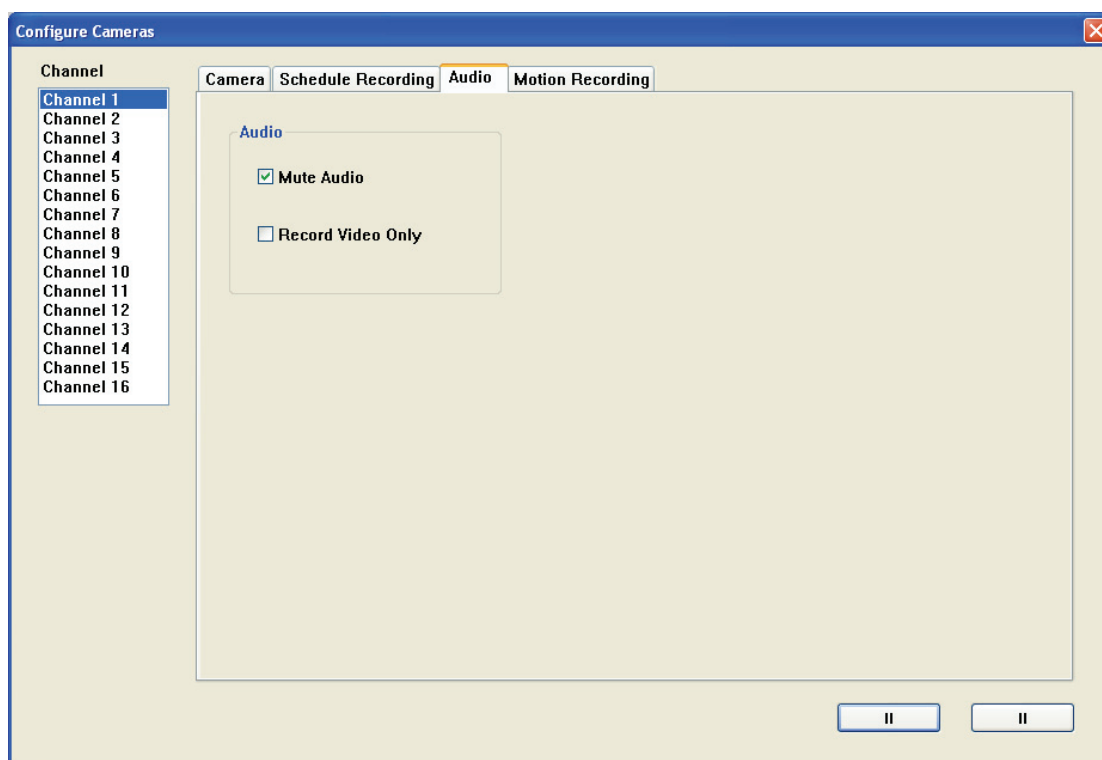 Configure Cameras
Channel
Camera Schedule Recording Audio Motion Recording
Channel 1
Channel 2
Channel 3
Channel 4
Channel 5
Channel 6
Channel 7
Channel 8
Channel 9
Channel 10
Channel 11
Channel 12
Channel 13
Channel 14
Channel 15
Channel 16
Audio
Mute Audio
Record Video Only
II
II